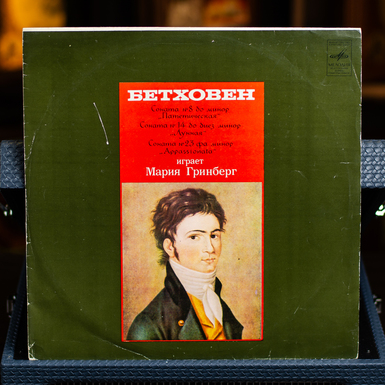 БЕТХОВЕН
Соната №8 до минор
„Патетическая“
Соната №14 до диез минор
„Лунная“
Соната №23 фа минор
„Аппассионата“
играет
Мария Гринберг